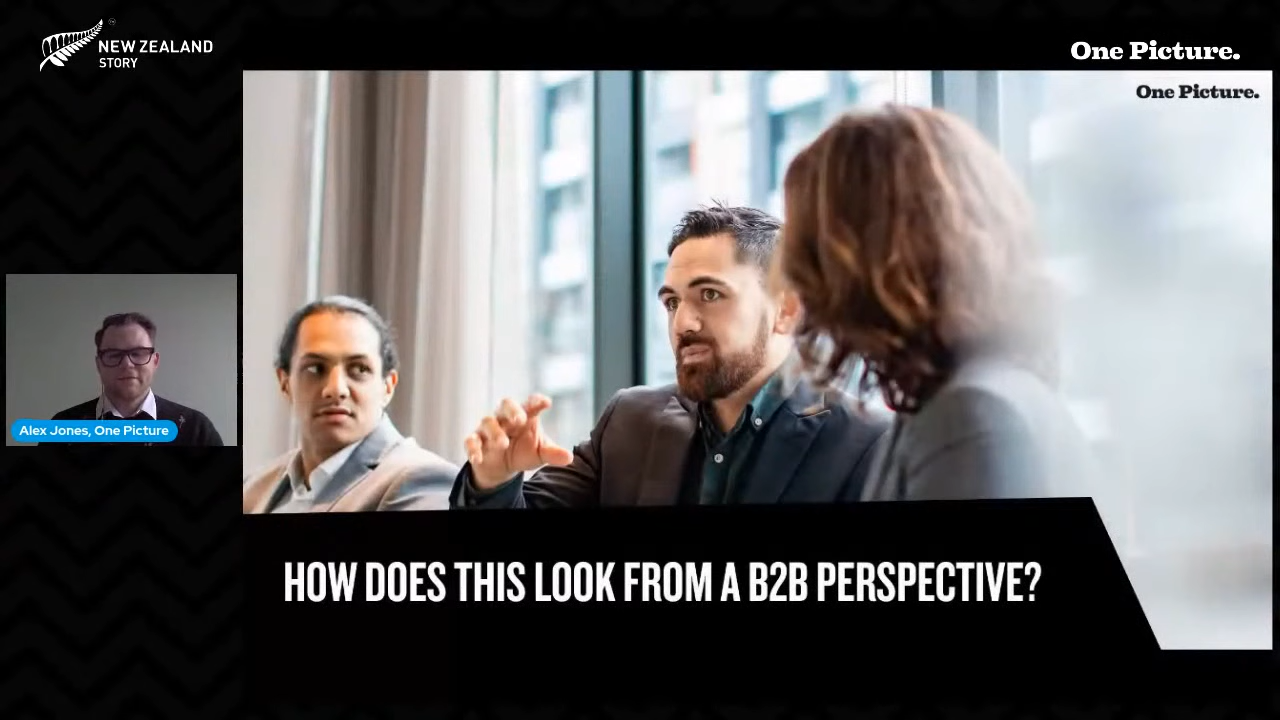 NEW ZEALAND
STORY
One Picture.
One Picture.
Alex Jones, One Picture
HOW DOES THIS LOOK FROM A B2B PERSPECTIVE?